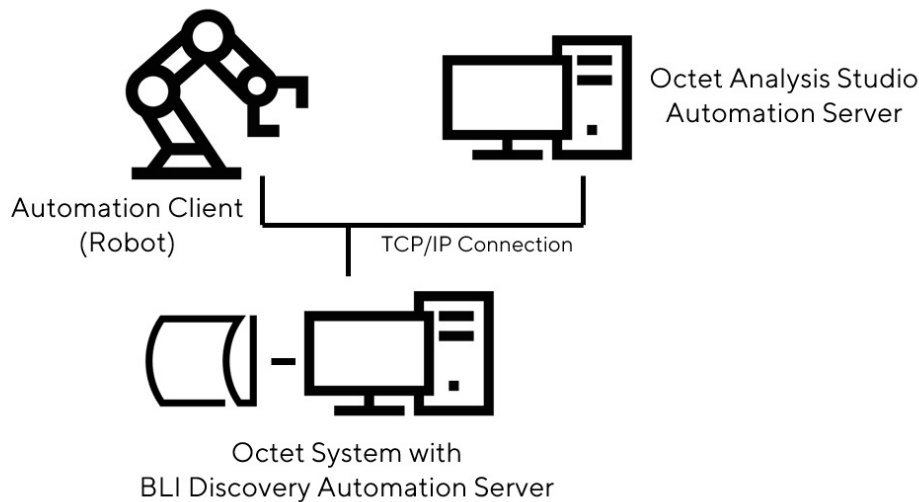 Octet Analysis Studio
Automation Server
Automation Client
(Robot)
TCP/IP Connection
Octet System with
BLI Discovery Automation Server